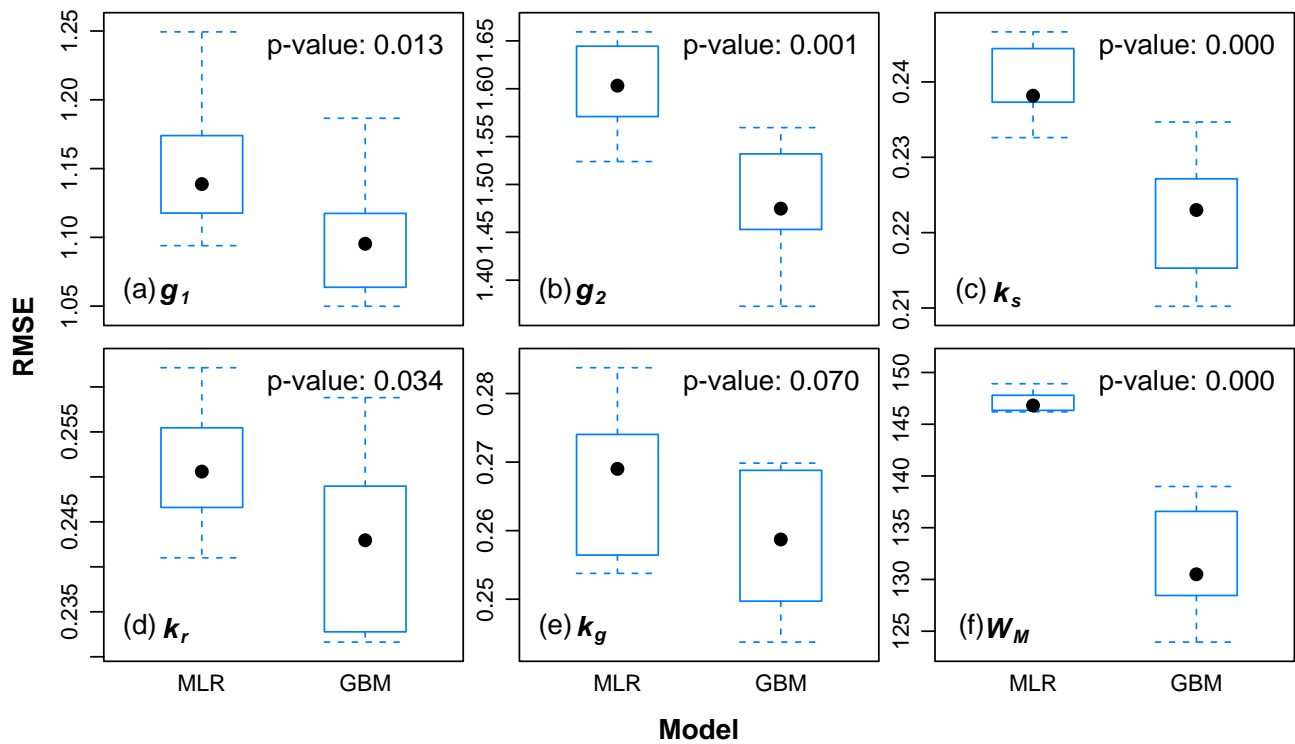 RMSE
1.25
1.20
1.15
1.10
1.05
p-value: 0.013
(a) g1
1.65
1.60
1.55
1.50
1.45
1.40
p-value: 0.001
(b) g2
0.24
0.23
0.22
0.21
p-value: 0.000
(c) ks
0.255
0.245
0.235
p-value: 0.034
(d) kr
MLR GBM
0.28
0.27
0.26
0.25
p-value: 0.070
(e) kg
MLR GBM
150
145
140
135
130
125
p-value: 0.000
(f) WM
MLR GBM
Model